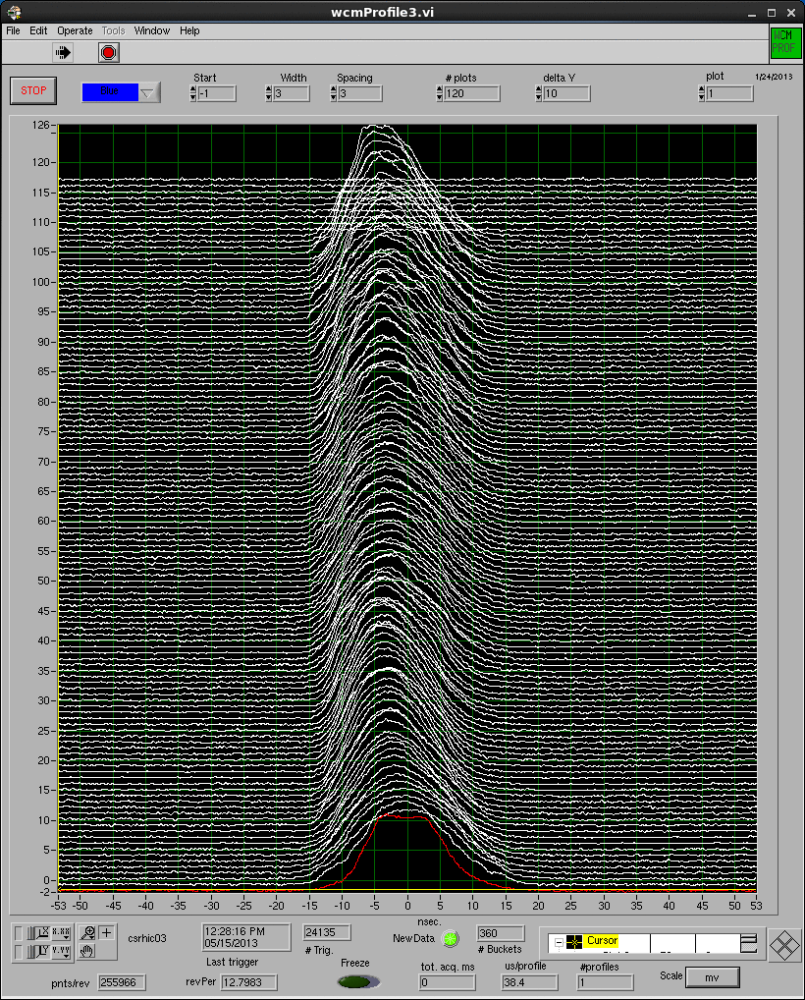 wcmProfile3.vi
File Edit Operate Tools Window Help
WCM
PROF
STOP
Start
-1
Width
3
Spacing
3
# plots
120
delta Y
10
plot
1
1/24/2013
126
120
115
110
105
100
95
90
85
80
75
70
65
60
55
50
45
40
35
30
25
20
15
10
5
0
-2
-53 -50 -45 -40 -35 -30 -25 -20 -15 -10 -5 0 5 10 15 20 25 30 35 40 45 50 53
nsec.
X X.XX
Y Y.YY
csrhic03
12:28:16 PM
05/15/2013
Last trigger
24135
# Trig.
NewData
360
# Buckets
Cursor
pnts/rev 255966
revPer 12.7983
Freeze
tot. acq. ms
0
us/profile
38.4
#profiles
1
Scale mv